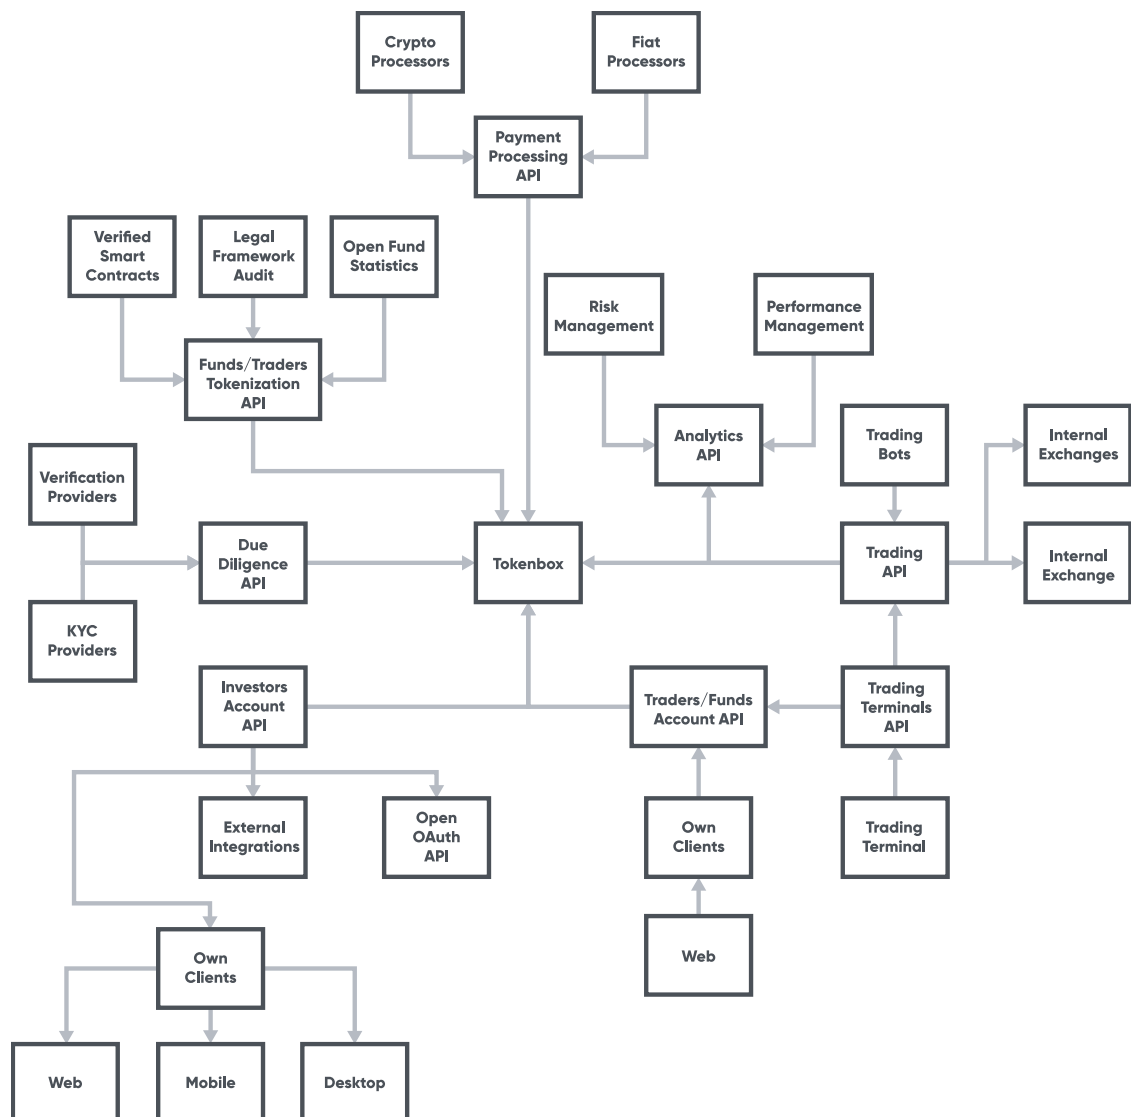 Crypto
Processors
Fiat
Processors
Payment
Processing
API
Verified
Smart
Contracts
Legal
Framework
Audit
Open Fund
Statistics
Risk
Management
Performance
Management
Funds/Traders
Tokenization
API
Analytics
API
Trading
Bots
Internal
Exchanges
Verification
Providers
Due
Diligence
API
Tokenbox
Trading
API
Internal
Exchange
KYC
Providers
Investors
Account
API
Traders/Funds
Account API
Trading
Terminals
API
External
Integrations
Open
OAuth
API
Own
Clients
Trading
Terminal
Own
Clients
Web
Web
Mobile
Desktop